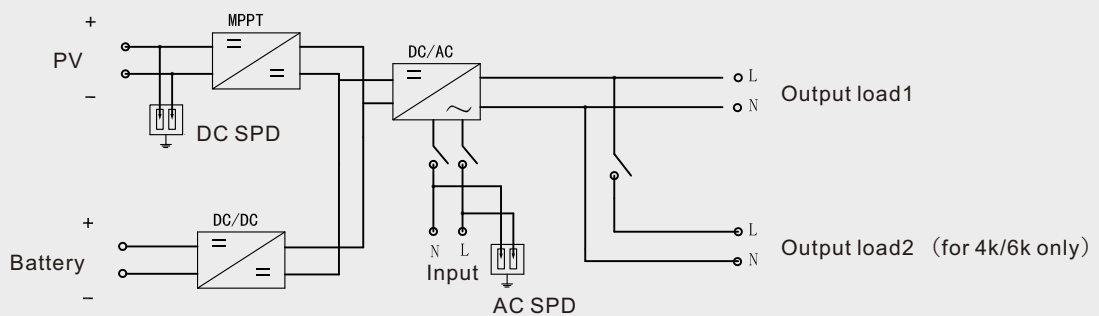 +
MPPT
PV
DC/AC
L
Output load1
−
N
DC SPD
+
DC/DC
L
N L
Output load2 （for 4k/6k only）
Battery
Input
N
−
AC SPD